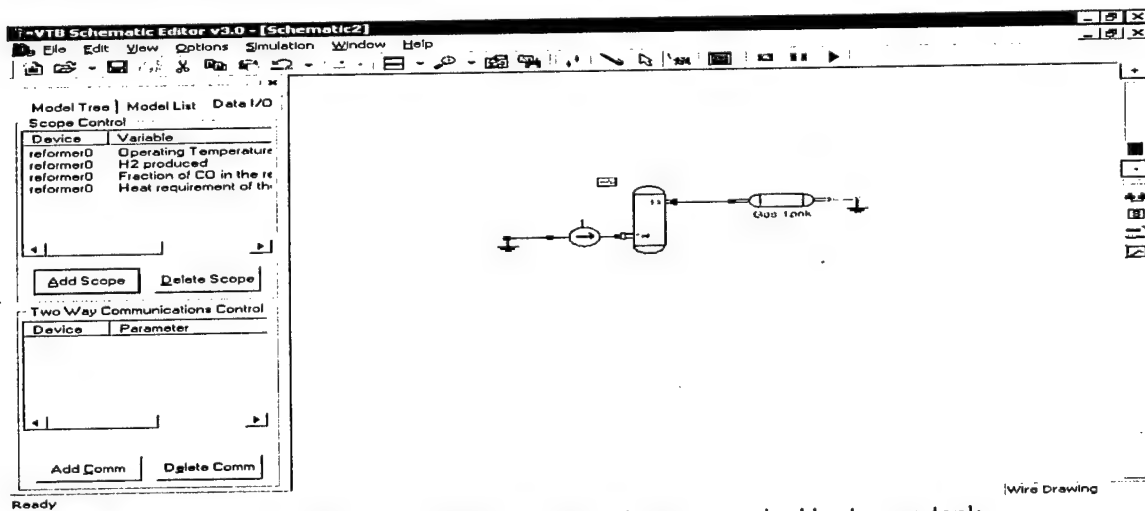 VTB Schematic Editor v3.0 - [Schematic2]
File Edit View Options Simulation Window Help
Model Tree Model List Data I/O
Scope Control
Device Variable
reformer0 Operating Temperature
reformer0 H2 produced
reformer0 Fraction of CO in the re
reformer0 Heat requirement of the
Add Scope Delete Scope
Two Way Communications Control
Device Parameter
Add Comm Delete Comm
Gas Tank
Ready
Wire Drawing